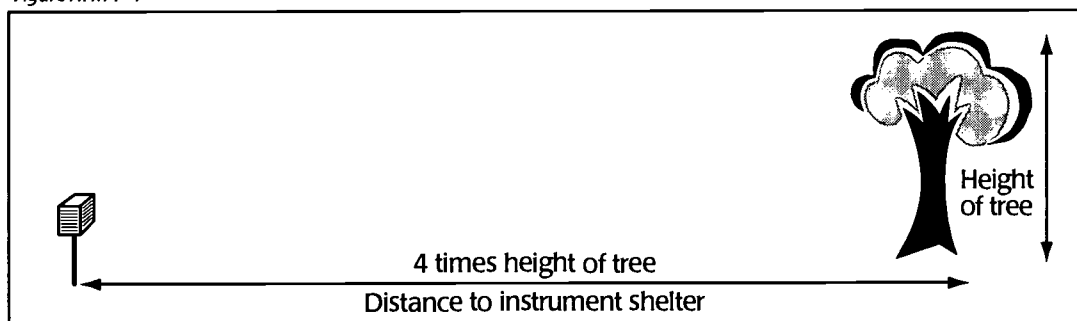 Height
of tree
4 times height of tree
Distance to instrument shelter